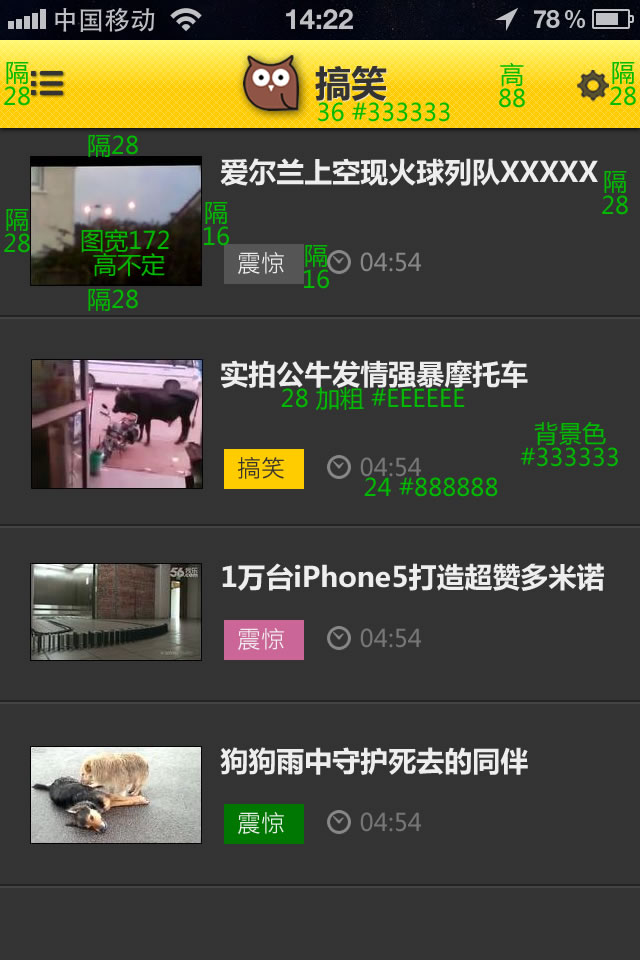 中国移动 14:22 78%
隔
28
搞笑
36 #333333
高
88
隔
28
隔28
隔
28
图宽172
高不定
隔28
隔
16
爱尔兰上空现火球列队XXXXX
隔
28
震惊
隔
16
04:54
实拍公牛发情强暴摩托车
28 加粗 #EEEEEE
背景色
#333333
搞笑
04:54
24 #888888
56
.com
1万台iPhone5打造超赞多米诺
震惊
04:54
狗狗雨中守护死去的同伴
震惊
04:54